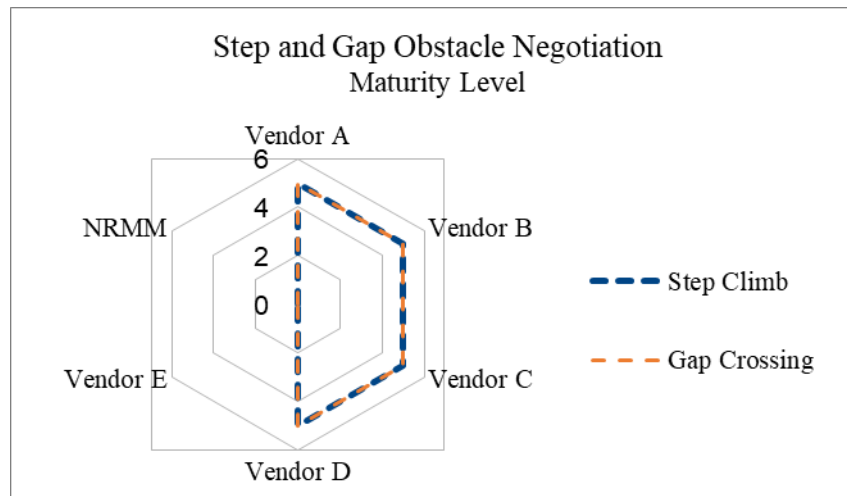 Step and Gap Obstacle Negotiation
Maturity Level
Vendor A
6
4
NRMM
Vendor B
2
Step Climb
0
Gap Crossing
Vendor E
Vendor C
Vendor D